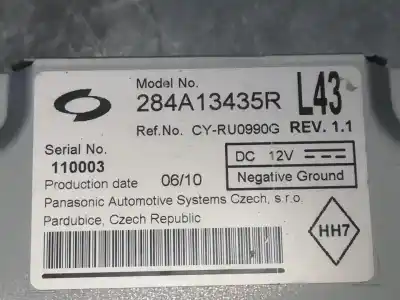 Model No.
284A13435R L43
Ref.No. CY-RU0990G REV. 1.1
Serial No.
110003
DC 12V
Production date 06/10
Negative Ground
Panasonic Automotive Systems Czech, s.r.o.
Pardubice, Czech Republic
HH7